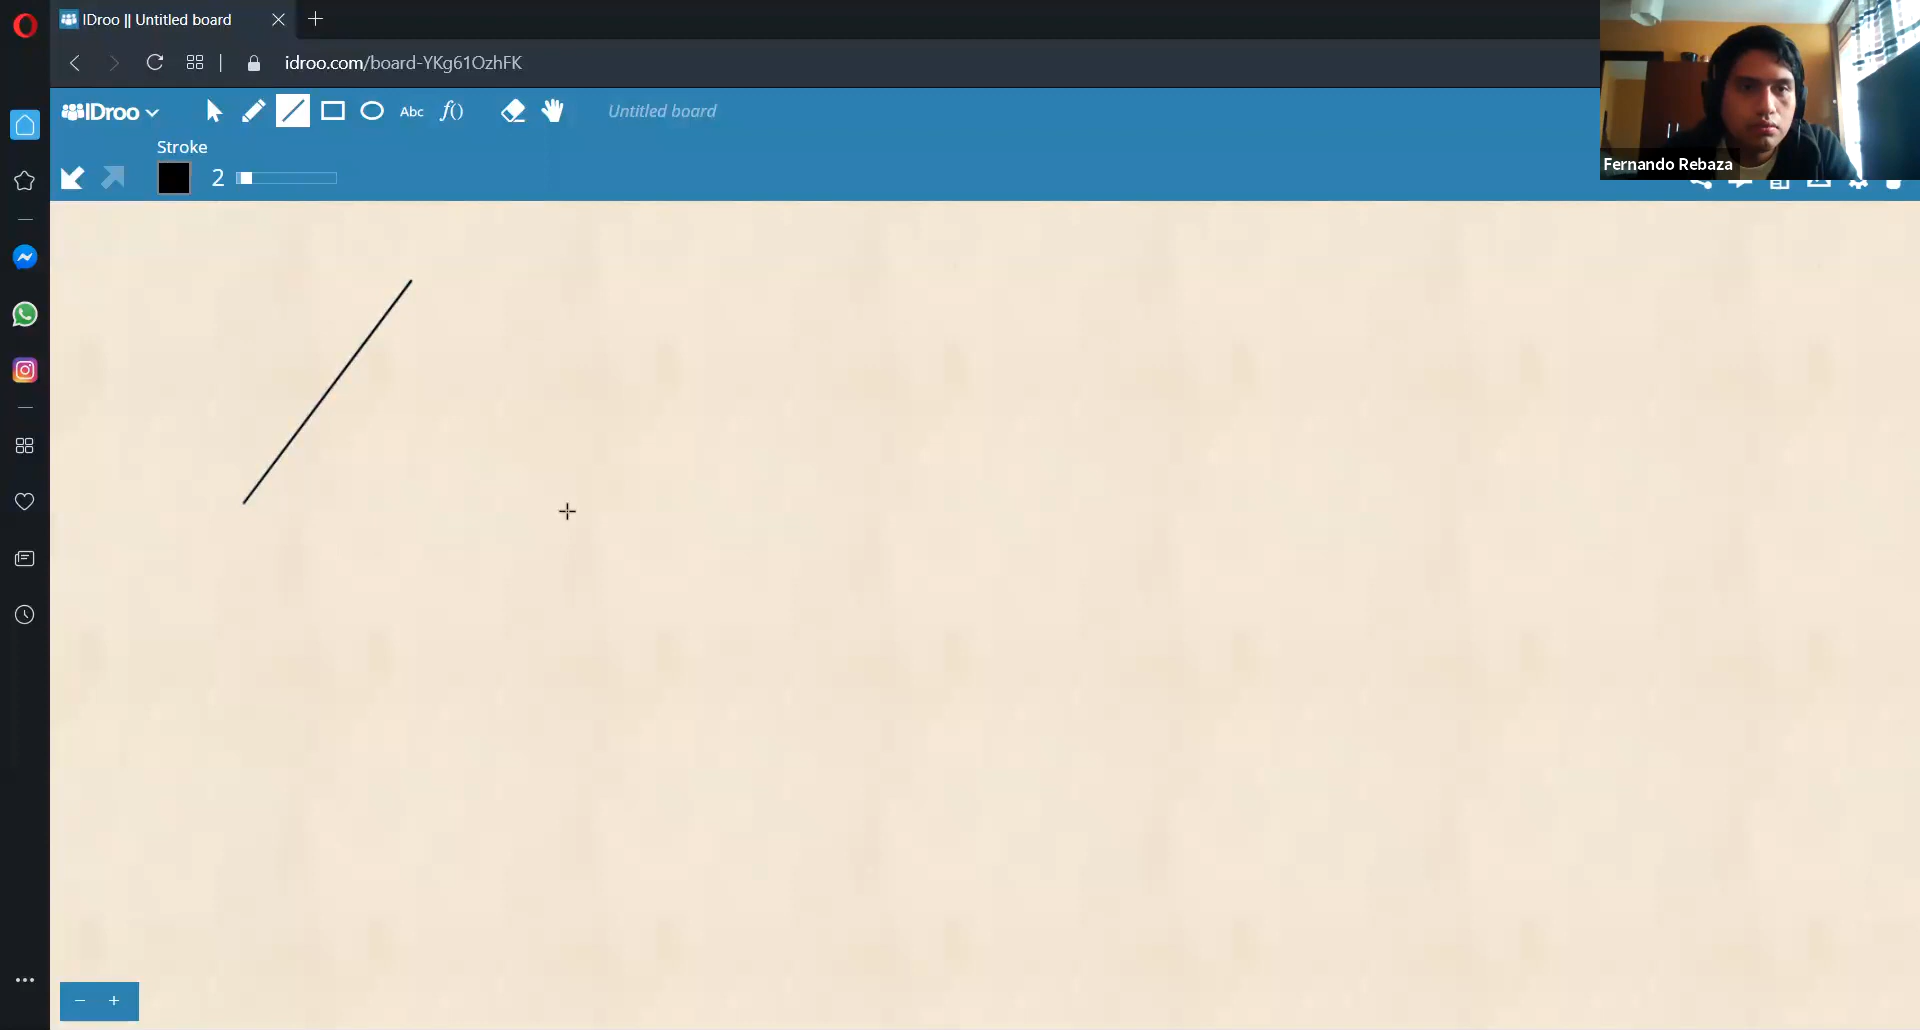 IDroo || Untitled board
idroo.com/board-YKg61OzhFK
IDroo
Abc
f()
Untitled board
Stroke
2
Fernando Rebaza